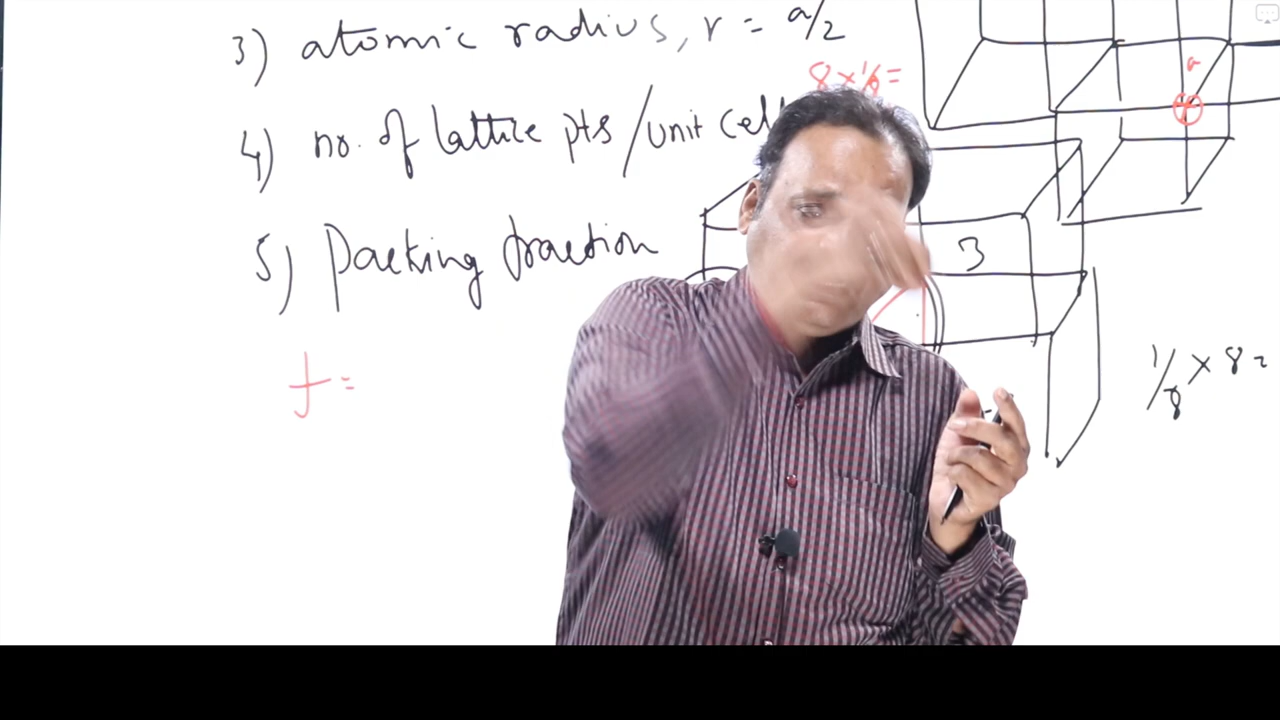 3) atomic radius, r = a/2
8 × 1/8 =
a
4) no. of lattice pts / unit cell
5) Packing fraction
3
f =
1/8 × 8 =